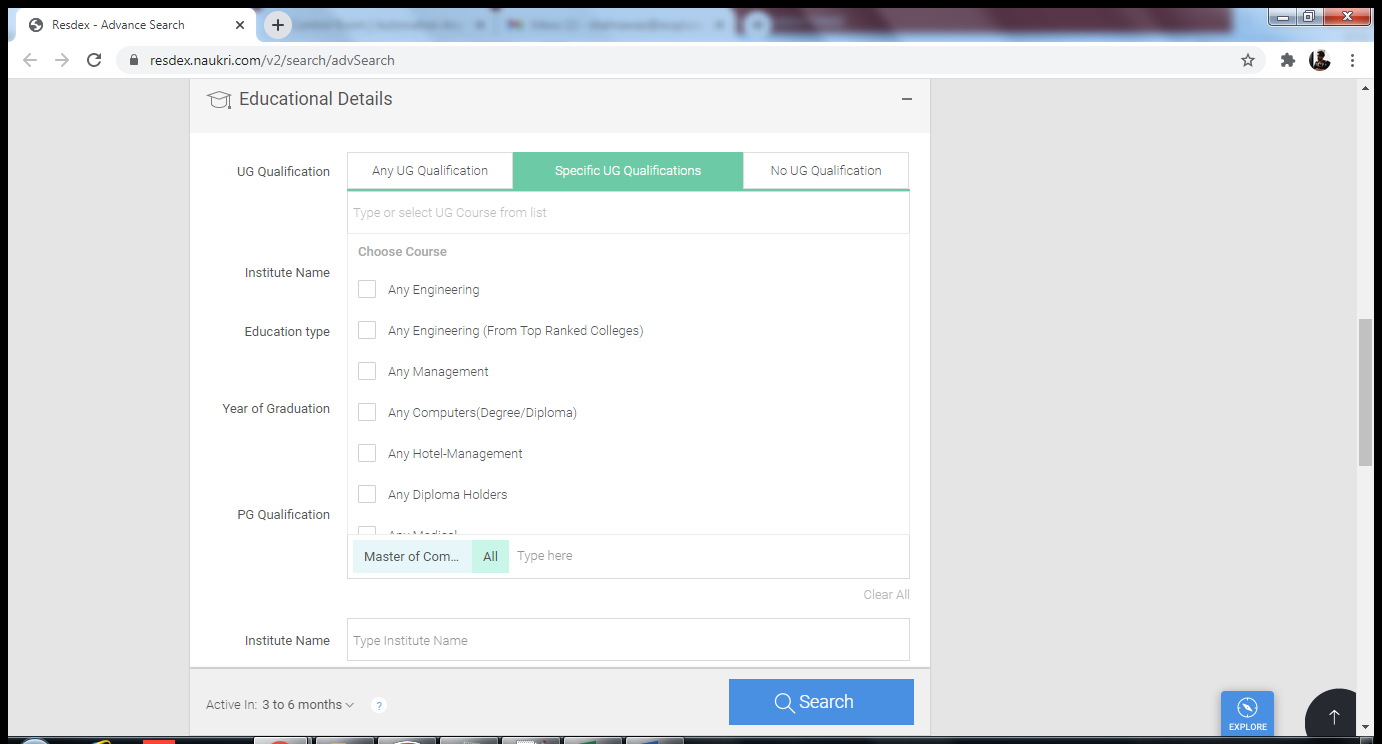 Resdex - Advance Search
resdex.naukri.com/v2/search/advSearch
Educational Details
UG Qualification
Any UG Qualification
Specific UG Qualifications
No UG Qualification
Type or select UG Course from list
Choose Course
Institute Name
Any Engineering
Education type
Any Engineering (From Top Ranked Colleges)
Any Management
Year of Graduation
Any Computers(Degree/Diploma)
Any Hotel-Management
Any Diploma Holders
PG Qualification
Any Medical
Master of Com... All Type here
Clear All
Institute Name
Type Institute Name
Active In: 3 to 6 months ?
Search
EXPLORE